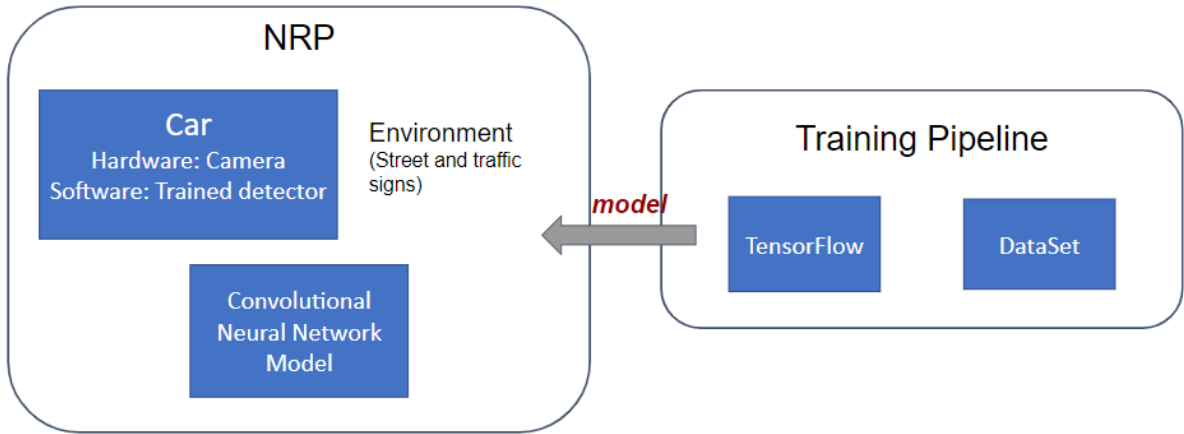 NRP
Car
Hardware: Camera
Software: Trained detector
Environment
(Street and traffic
signs)
Convolutional
Neural Network
Model
model
Training Pipeline
TensorFlow
DataSet